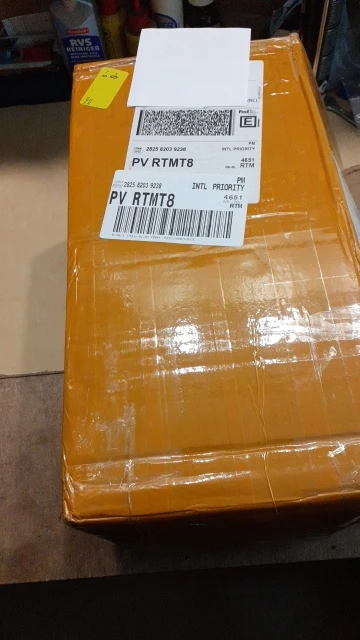 RVS
REINIGER
FedEx
E
2825 8203 9238
PM
INTL PRIORITY
PV RTMT8
4651
RTM
2825 8203 9238
PM
INTL PRIORITY
PV RTMT8
4651
RTM